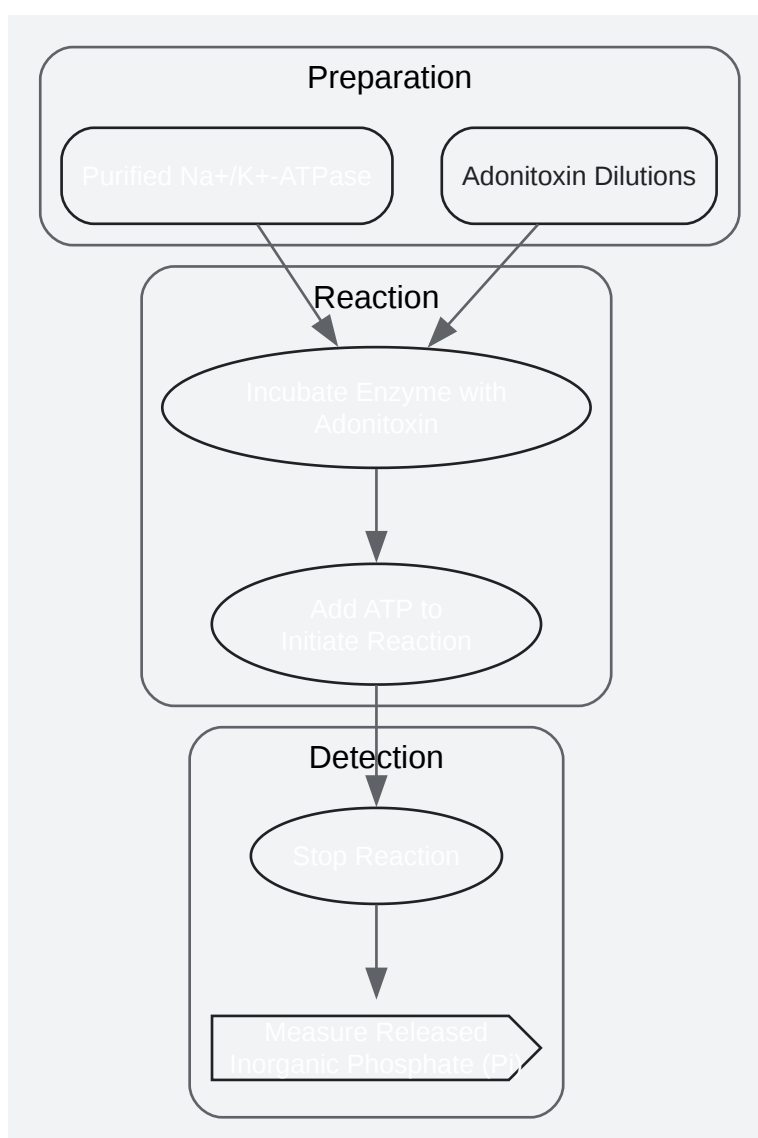 Preparation
Purified Na+/K+-ATPase
Adonitoxin Dilutions
Reaction
Incubate Enzyme with
Adonitoxin
Add ATP to
Initiate Reaction
Detection
Stop Reaction
Measure Released
Inorganic Phosphate (Pi)